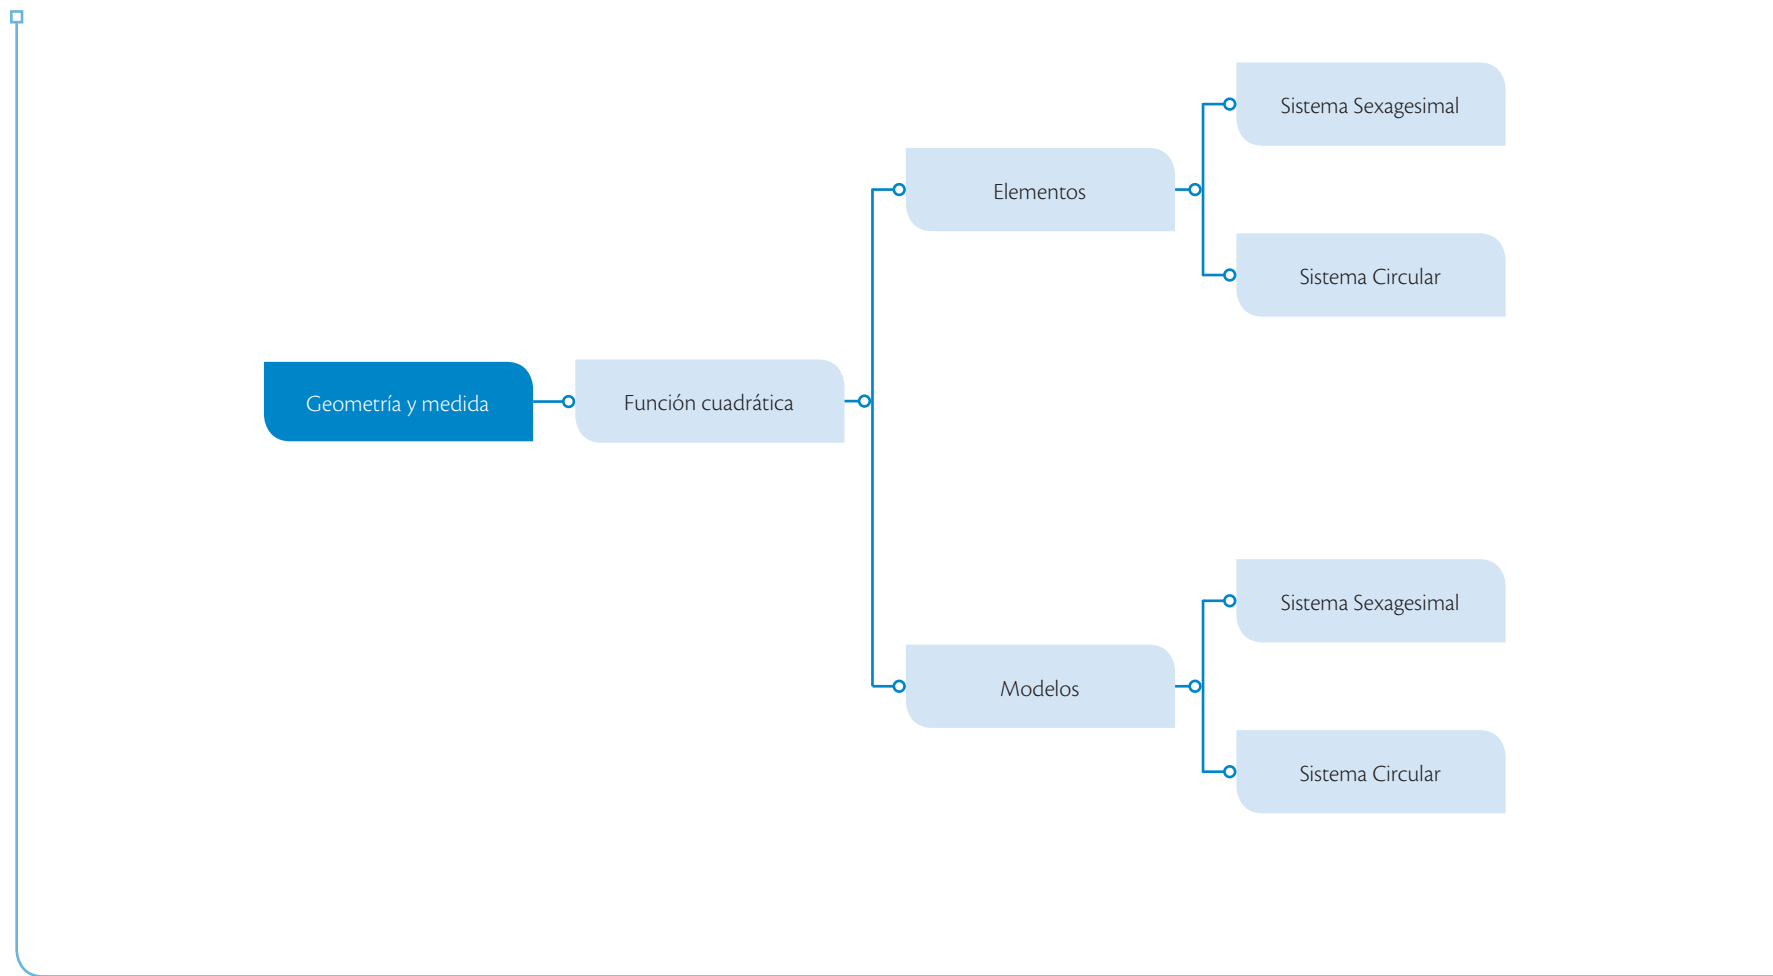 Geometría y medida
Función cuadrática
Elementos
Sistema Sexagesimal
Sistema Circular
Modelos
Sistema Sexagesimal
Sistema Circular